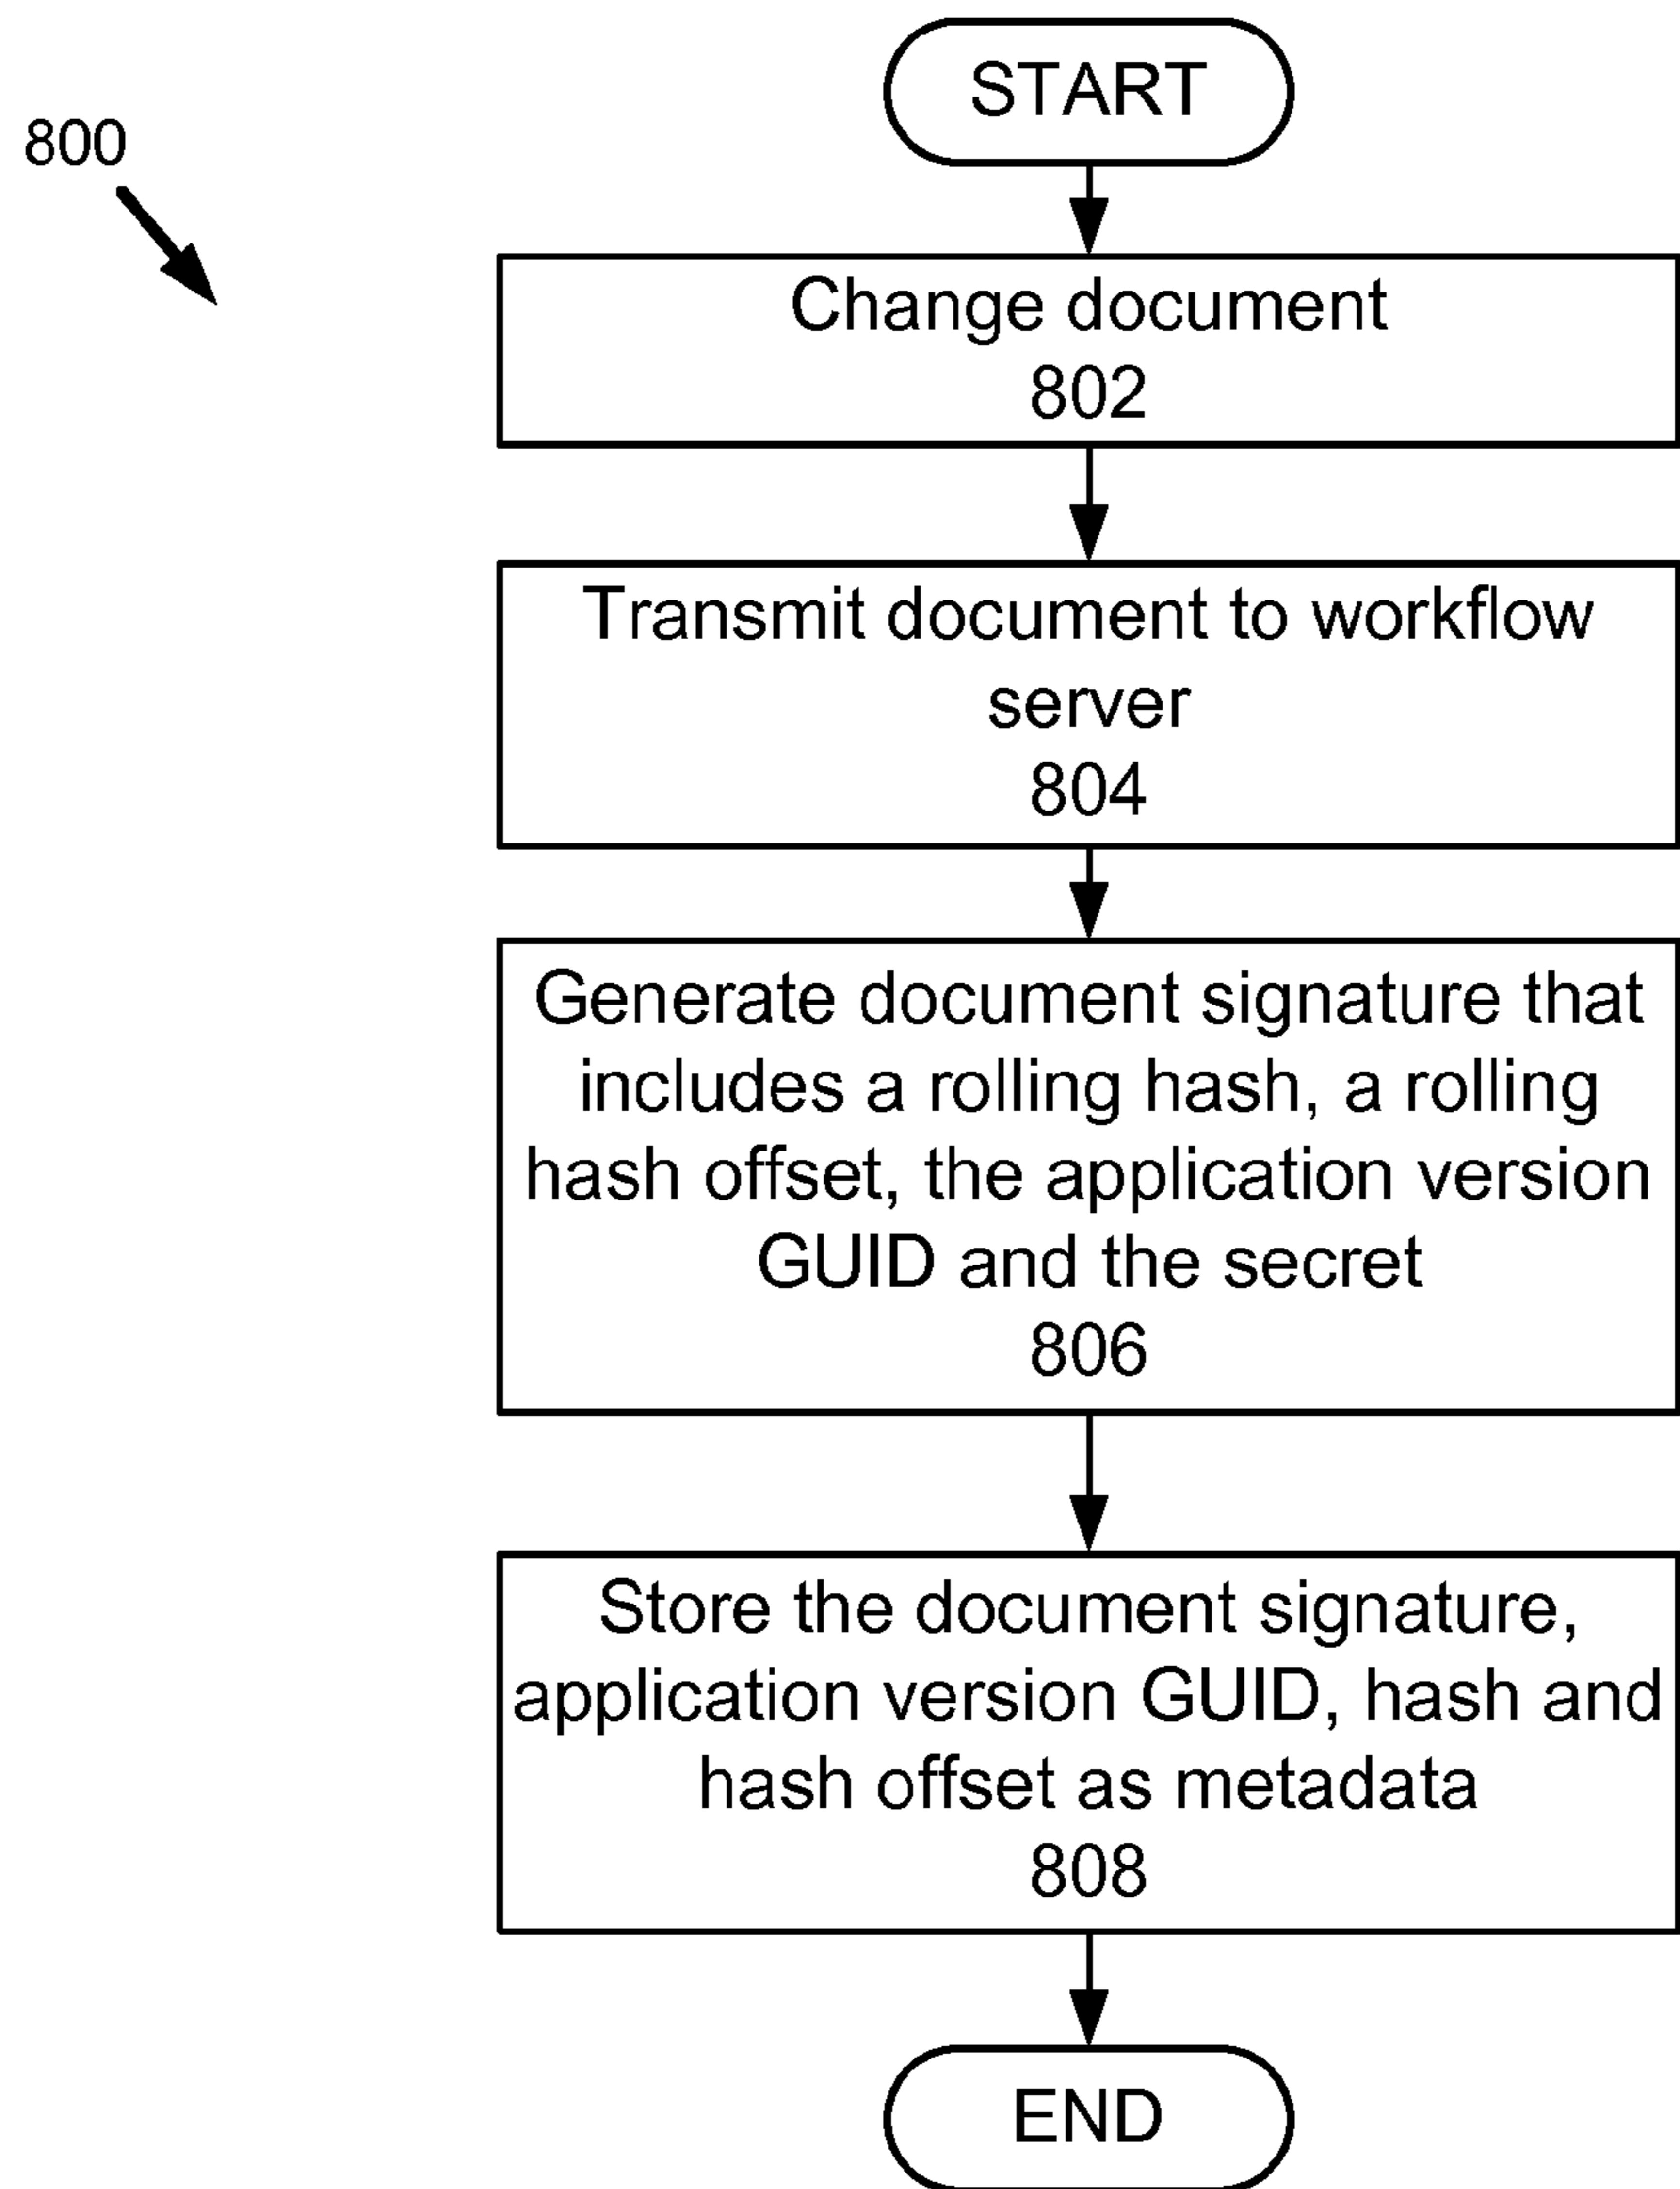 START
800
Change document
802
Transmit document to workflow
server
804
Generate document signature that
includes a rolling hash, a rolling
hash offset, the application version
GUID and the secret
806
Store the document signature,
application version GUID, hash and
hash offset as metadata
808
END